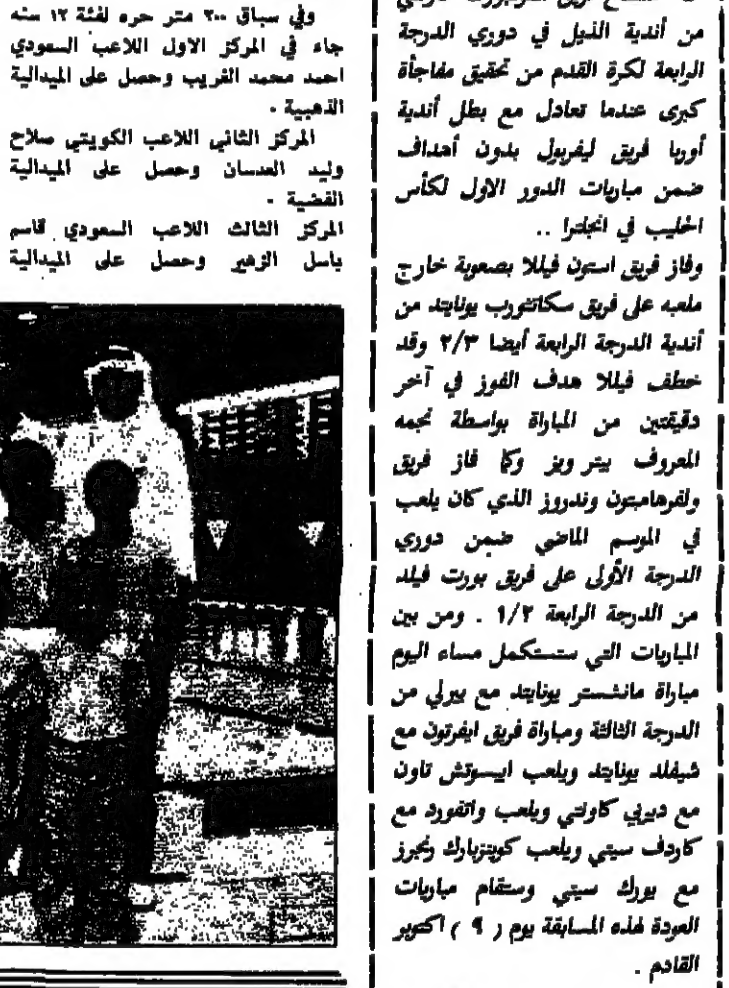 من أندية الذيل في دوري الدرجة
الرابعة لكرة القدم من تحقيق مفاجأة
كبرى عندما تعادل مع بطل أندية
أوربا فريق ليفربول بدون أهداف
ضمن مباريات الدور الاول لكأس
الحليب في انجلترا ..
وفاز فريق استون فيللا بصعوبة خارج
ملعبه على فريق سكانثورب يونايتد من
أندية الدرجة الرابعة أيضا ٢/٣ وقد
خطف فيللا هدف الفوز في آخر
دقيقتين من المباراة بواسطة نجمه
المعروف بيتر ويز وكما فاز فريق
ولفرهامبتون وندروز الذي كان يلعب
في الموسم الماضي ضمن دوري
الدرجة الأولى على فريق بورت فيلد
من الدرجة الرابعة ٩/٢ . ومن بين
المباريات التي ستستكمل مساء اليوم
مباراة مانشستر يونايتد مع بيرلي من
الدرجة الثالثة ومباراة فريق ايفرتون مع
شيفلد يونايتد ويلعب ايسوتش تاون
مع ديربي كاونتي ويلعب واتفورد مع
كاردف سيتي ويلعب كوينزبارك رنجرز
مع يورك سيتي وستقام مباريات
العودة لهذه المسابقة يوم ( ٩ ) اكتوبر
القادم .
وفي سباق ٢٠٠ متر حره لفئة ١٢ سنه
جاء في المركز الاول اللاعب السعودي
احمد محمد الغريب وحصل على الميدالية
الذهبية .
المركز الثاني اللاعب الكويتي صلاح
وليد العدسان وحصل على الميدالية
الفضية .
المركز الثالث اللاعب السعودي قاسم
باسل الزهير وحصل على الميدالية